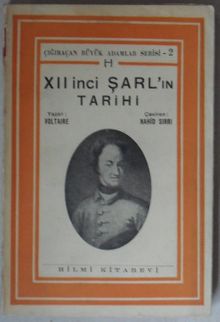 ÇIĞIRAÇAN BÜYÜK ADAMLAR SERİSİ - 2
H
XII inci ŞARL'ın
TARİHİ
Yazan : Çeviren :
VOLTAIRE NAHİD SIRRI
HİLMİ KİTABEVİ